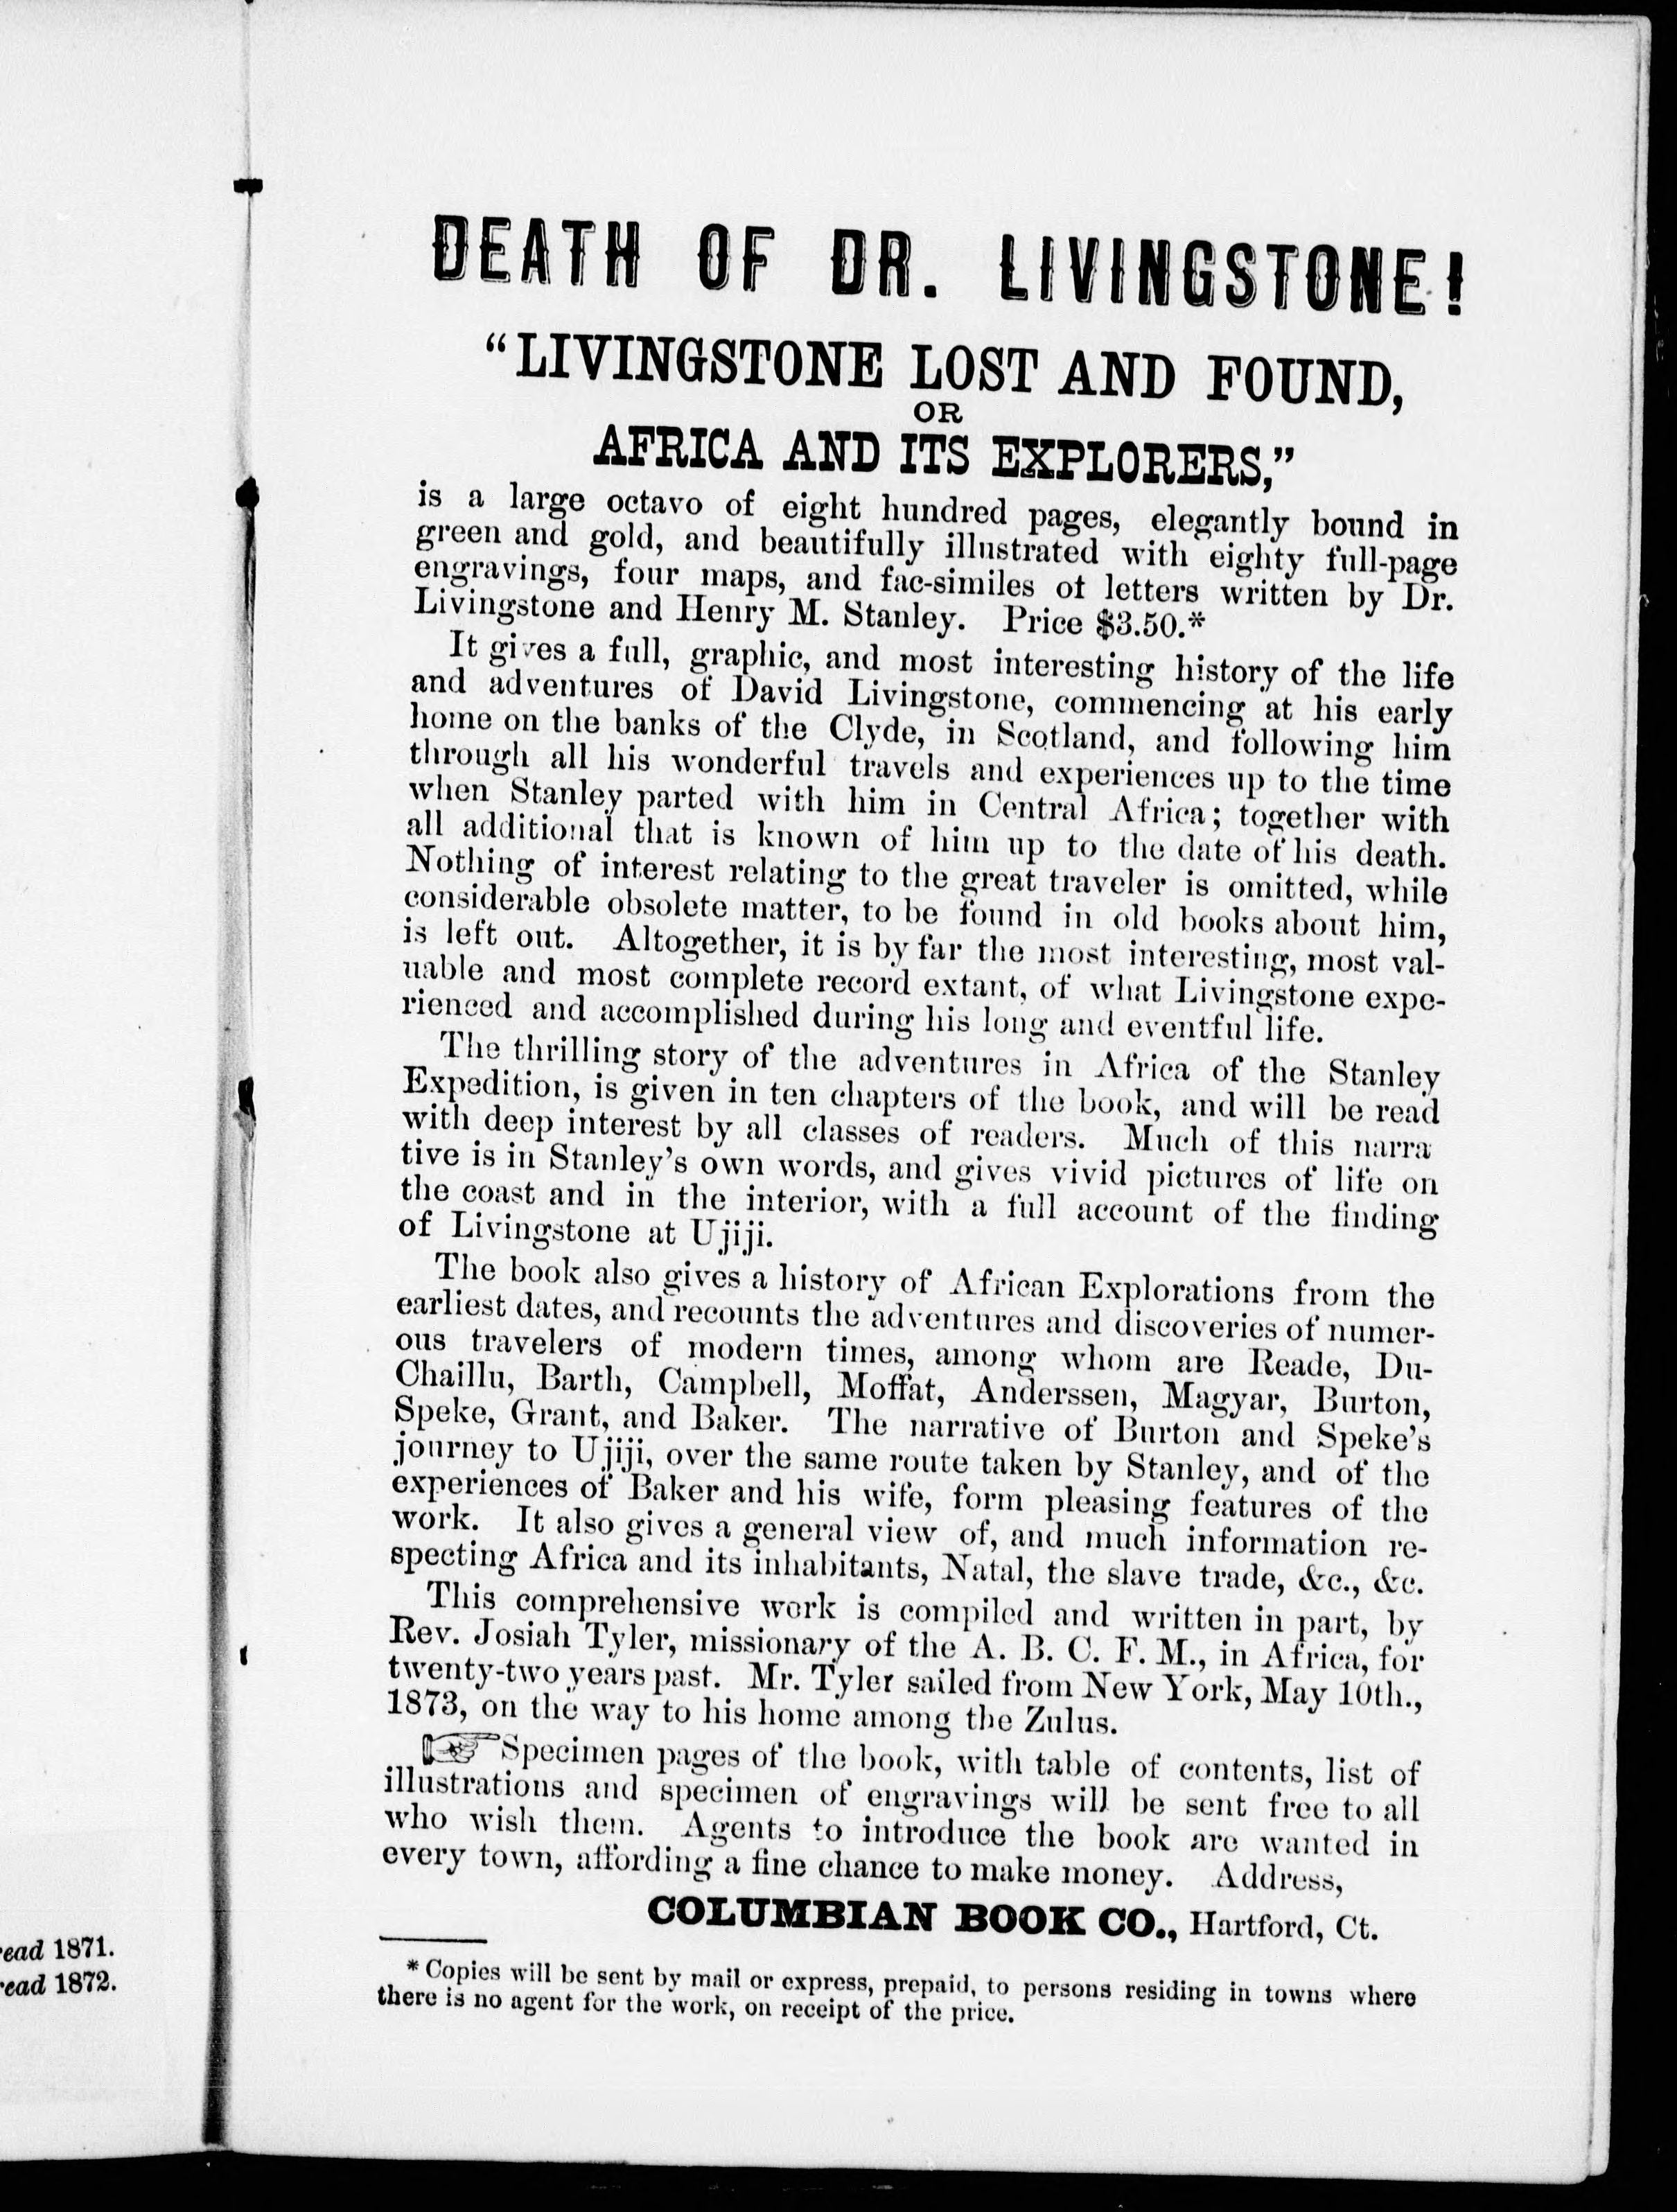 DEATH OF DR. LIVINGSTONE!
"LIVINGSTONE LOST AND FOUND,
OR
AFRICA AND ITS EXPLORERS,"
is a large octavo of eight hundred pages, elegantly bound in
green and gold, and beautifully illustrated with eighty full-page
engravings, four maps, and fac-similes of letters written by Dr.
Livingstone and Henry M. Stanley. Price $3.50.*
It gives a full, graphic, and most interesting history of the life
and adventures of David Livingstone, commencing at his early
home on the banks of the Clyde, in Scotland, and following him
through all his wonderful travels and experiences up to the time
when Stanley parted with him in Central Africa; together with
all additional that is known of him up to the date of his death.
Nothing of interest relating to the great traveler is omitted, while
considerable obsolete matter, to be found in old books about him,
is left out. Altogether, it is by far the most interesting, most val-
uable and most complete record extant, of what Livingstone expe-
rienced and accomplished during his long and eventful life.
The thrilling story of the adventures in Africa of the Stanley
Expedition, is given in ten chapters of the book, and will be read
with deep interest by all classes of readers. Much of this narra
tive is in Stanley's own words, and gives vivid pictures of life on
the coast and in the interior, with a full account of the finding
of Livingstone at Ujiji.
The book also gives a history of African Explorations from the
earliest dates, and recounts the adventures and discoveries of numer-
ous travelers of modern times, among whom are Reade, Du-
Chaillu, Barth, Campbell, Moffat, Anderssen, Magyar, Burton,
Speke, Grant, and Baker. The narrative of Burton and Speke's
journey to Ujiji, over the same route taken by Stanley, and of the
experiences of Baker and his wife, form pleasing features of the
work. It also gives a general view of, and much information re-
specting Africa and its inhabitants, Natal, the slave trade, &c., &c.
This comprehensive work is compiled and written in part, by
Rev. Josiah Tyler, missionary of the A. B. C. F. M., in Africa, for
twenty-two years past. Mr. Tyler sailed from New York, May 10th.,
1873, on the way to his home among the Zulus.
☞ Specimen pages of the book, with table of contents, list of
illustrations and specimen of engravings will be sent free to all
who wish them. Agents to introduce the book are wanted in
every town, affording a fine chance to make money. Address,
COLUMBIAN BOOK CO., Hartford, Ct.
* Copies will be sent by mail or express, prepaid, to persons residing in towns where
there is no agent for the work, on receipt of the price.
ead 1871.
ead 1872.